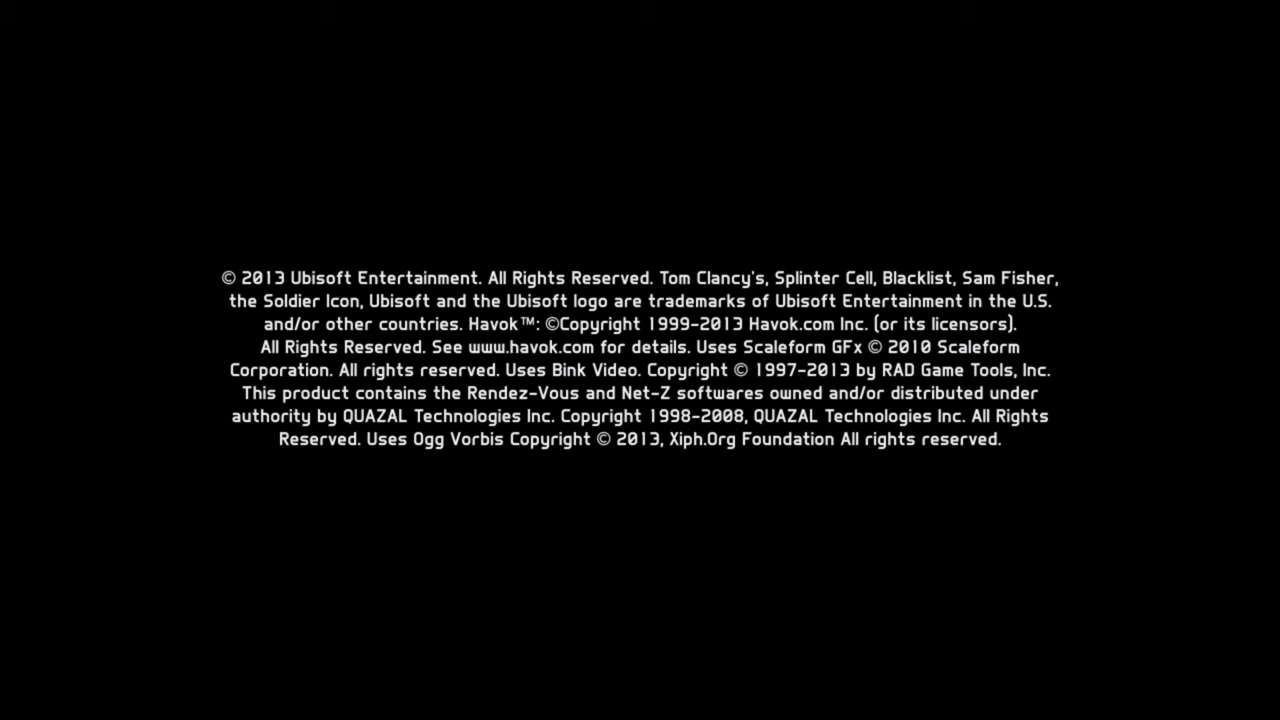 © 2013 Ubisoft Entertainment. All Rights Reserved. Tom Clancy's, Splinter Cell, Blacklist, Sam Fisher,
the Soldier Icon, Ubisoft and the Ubisoft logo are trademarks of Ubisoft Entertainment in the U.S.
and/or other countries. Havok™: ©Copyright 1999-2013 Havok.com Inc. (or its licensors).
All Rights Reserved. See www.havok.com for details. Uses Scaleform GFx © 2010 Scaleform
Corporation. All rights reserved. Uses Bink Video. Copyright © 1997-2013 by RAD Game Tools, Inc.
This product contains the Rendez-Vous and Net-Z softwares owned and/or distributed under
authority by QUAZAL Technologies Inc. Copyright 1998-2008, QUAZAL Technologies Inc. All Rights
Reserved. Uses Ogg Vorbis Copyright © 2013, Xiph.Org Foundation All rights reserved.